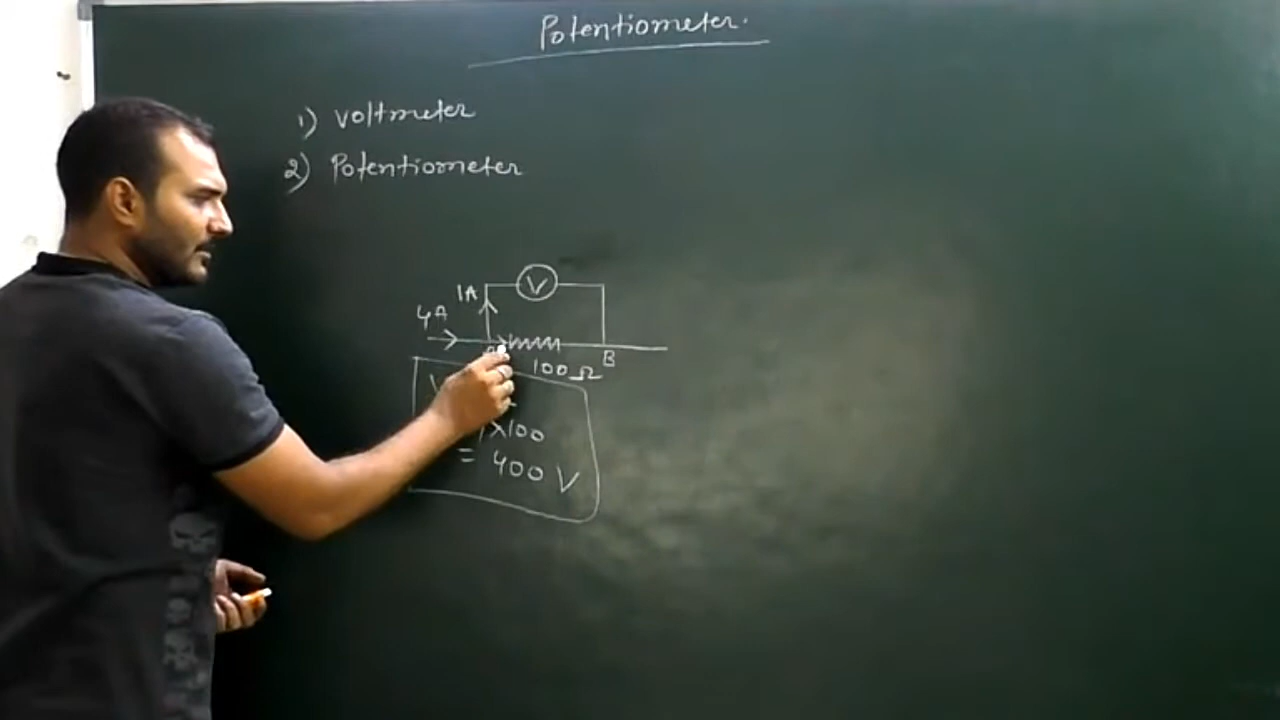 Potentiometer.
1) Voltmeter
2) Potentiometer
V
1A
4A
B
100 Ω
V
×100
= 400 V